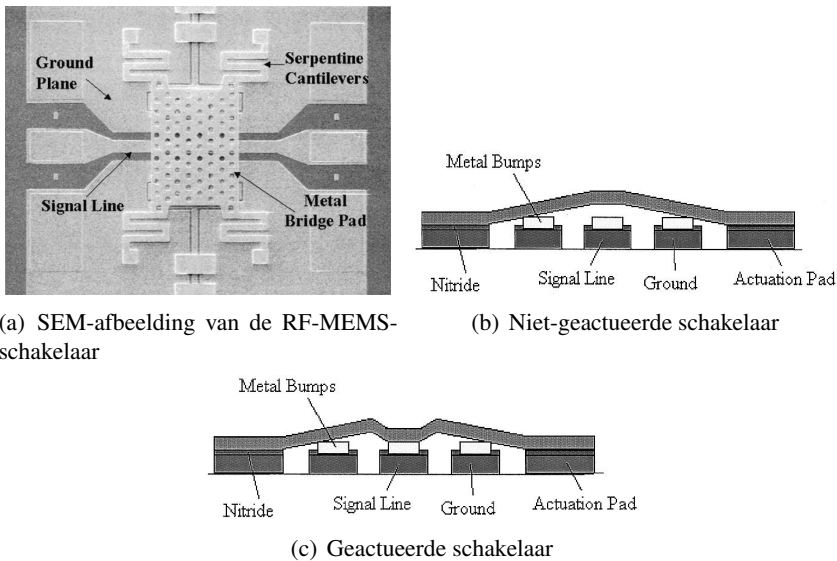 Ground
Plane
Serpentine
Cantilevers
Signal Line
Metal
Bridge Pad
(a) SEM-afbeelding van de RF-MEMS-
schakelaar
Metal Bumps
Nitride
Signal Line
Ground
Actuation Pad
(b) Niet-geactueerde schakelaar
Metal Bumps
Nitride
Signal Line
Ground
Actuation Pad
(c) Geactueerde schakelaar